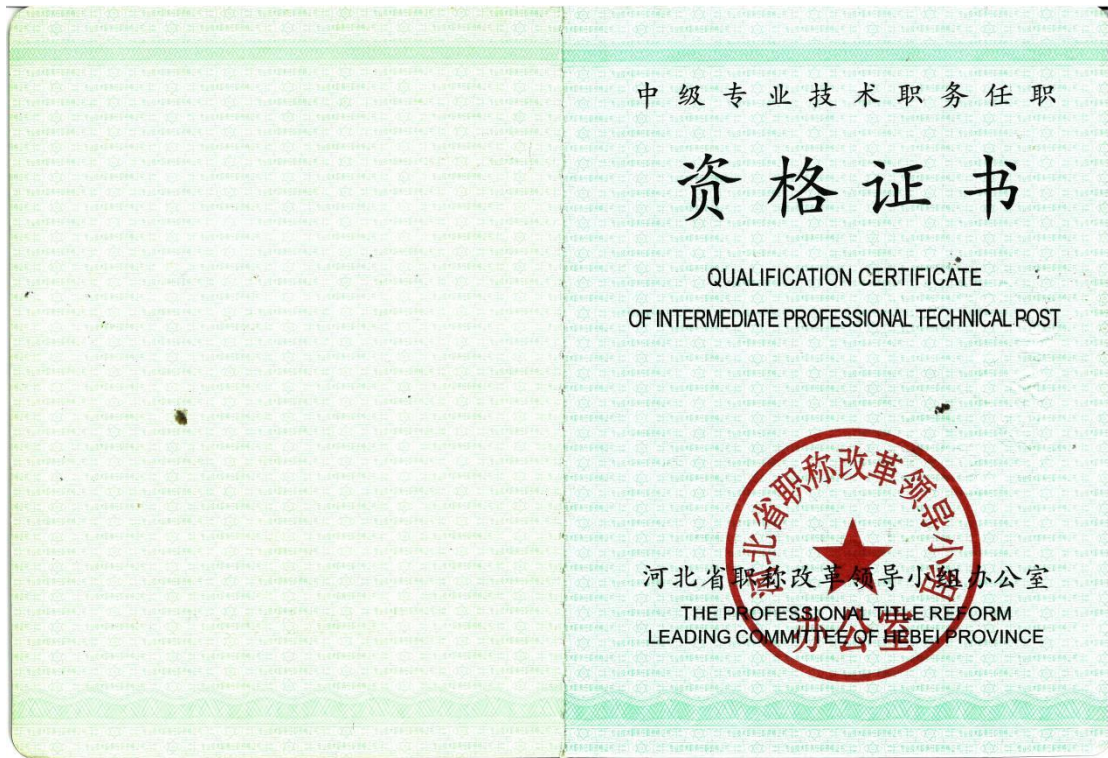 中级专业技术职务任职
资格证书
QUALIFICATION CERTIFICATE
OF INTERMEDIATE PROFESSIONAL TECHNICAL POST
河北省职称改革领导小组
办公室
河北省职称改革领导小组办公室
THE PROFESSIONAL TITLE REFORM
LEADING COMMITTEE OF HEBEI PROVINCE